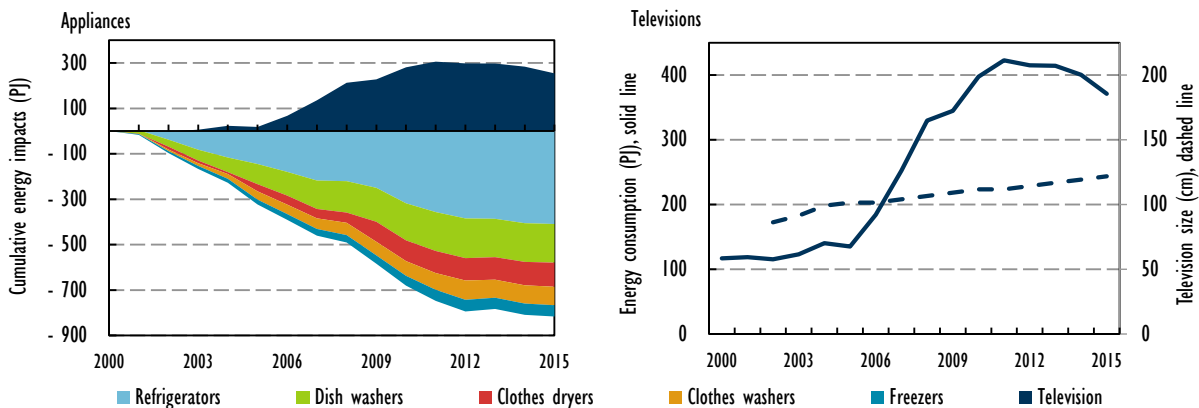 Appliances
Cumulative energy impacts (PJ)
300
100
- 100
- 300
- 500
- 700
- 900
2000 2003 2006 2009 2012 2015
Televisions
Energy consumption (PJ), solid line
400
300
200
100
0
200
150
100
50
0
Television size (cm), dashed line
2000 2003 2006 2009 2012 2015
Refrigerators Dish washers Clothes dryers Clothes washers Freezers Television